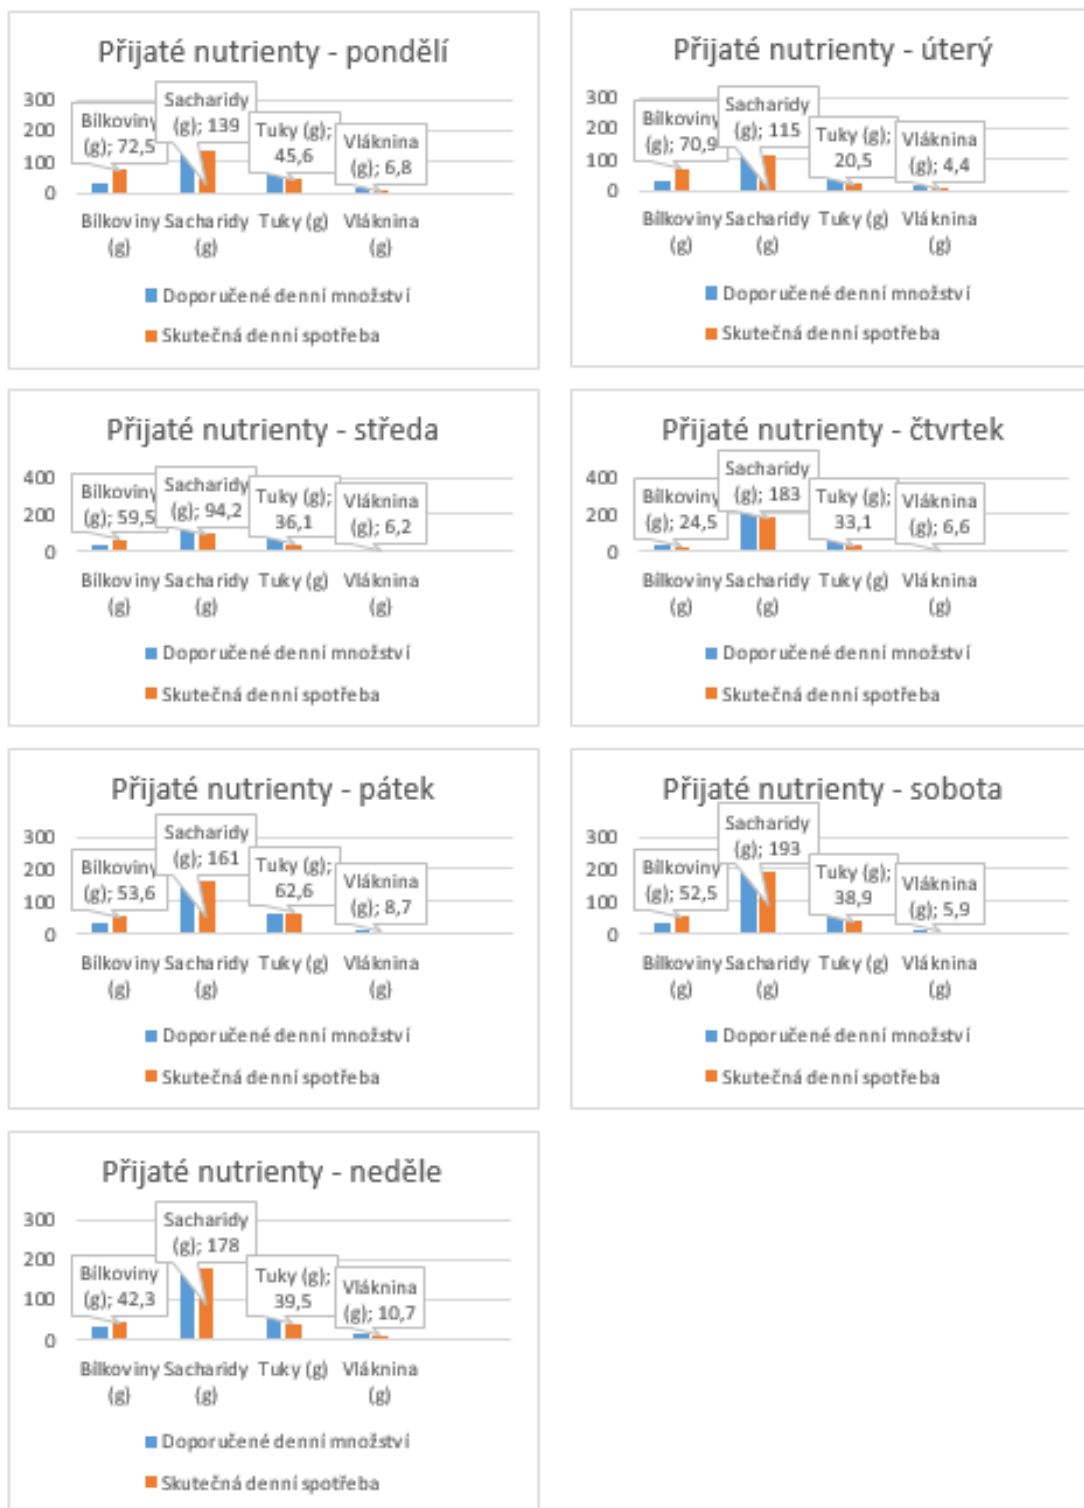 Přijaté nutrienty - pondělí
300
200
100
0
Bílkoviny
(g); 72,5
Sacharidy
(g); 139
Tuky (g);
45,6
Vláknina
(g); 6,8
Bílkoviny Sacharidy Tuky (g) Vláknina
(g) (g) (g)
Doporučené denní množství
Skutečná denní spotřeba
Přijaté nutrienty - úterý
300
200
100
0
Bílkoviny
(g); 70,9
Sacharidy
(g); 115
Tuky (g);
20,5
Vláknina
(g); 4,4
Bílkoviny Sacharidy Tuky (g) Vláknina
(g) (g) (g)
Doporučené denní množství
Skutečná denní spotřeba
Přijaté nutrienty - středa
400
200
0
Bílkoviny
(g); 59,5
Sacharidy
(g); 94,2
Tuky (g);
36,1
Vláknina
(g); 6,2
Bílkoviny Sacharidy Tuky (g) Vláknina
(g) (g) (g)
Doporučené denní množství
Skutečná denní spotřeba
Přijaté nutrienty - čtvrtek
400
200
0
Bílkoviny
(g); 24,5
Sacharidy
(g); 183
Tuky (g);
33,1
Vláknina
(g); 6,6
Bílkoviny Sacharidy Tuky (g) Vláknina
(g) (g) (g)
Doporučené denní množství
Skutečná denní spotřeba
Přijaté nutrienty - pátek
300
200
100
0
Bílkoviny
(g); 53,6
Sacharidy
(g); 161
Tuky (g);
62,6
Vláknina
(g); 8,7
Bílkoviny Sacharidy Tuky (g) Vláknina
(g) (g) (g)
Doporučené denní množství
Skutečná denní spotřeba
Přijaté nutrienty - sobota
300
200
100
0
Bílkoviny
(g); 52,5
Sacharidy
(g); 193
Tuky (g);
38,9
Vláknina
(g); 5,9
Bílkoviny Sacharidy Tuky (g) Vláknina
(g) (g) (g)
Doporučené denní množství
Skutečná denní spotřeba
Přijaté nutrienty - neděle
300
200
100
0
Bílkoviny
(g); 42,3
Sacharidy
(g); 178
Tuky (g);
39,5
Vláknina
(g); 10,7
Bílkoviny Sacharidy Tuky (g) Vláknina
(g) (g) (g)
Doporučené denní množství
Skutečná denní spotřeba